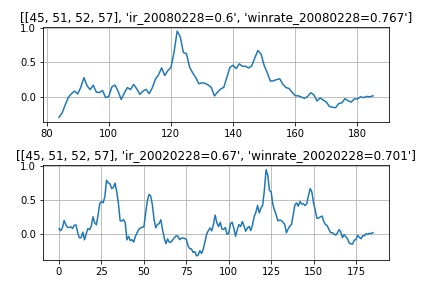 [[45, 51, 52, 57], 'ir_20080228=0.6', 'winrate_20080228=0.767']
1.0
0.5
0.0
80 100 120 140 160 180
[[45, 51, 52, 57], 'ir_20020228=0.67', 'winrate_20020228=0.701']
1.0
0.5
0.0
0 25 50 75 100 125 150 175